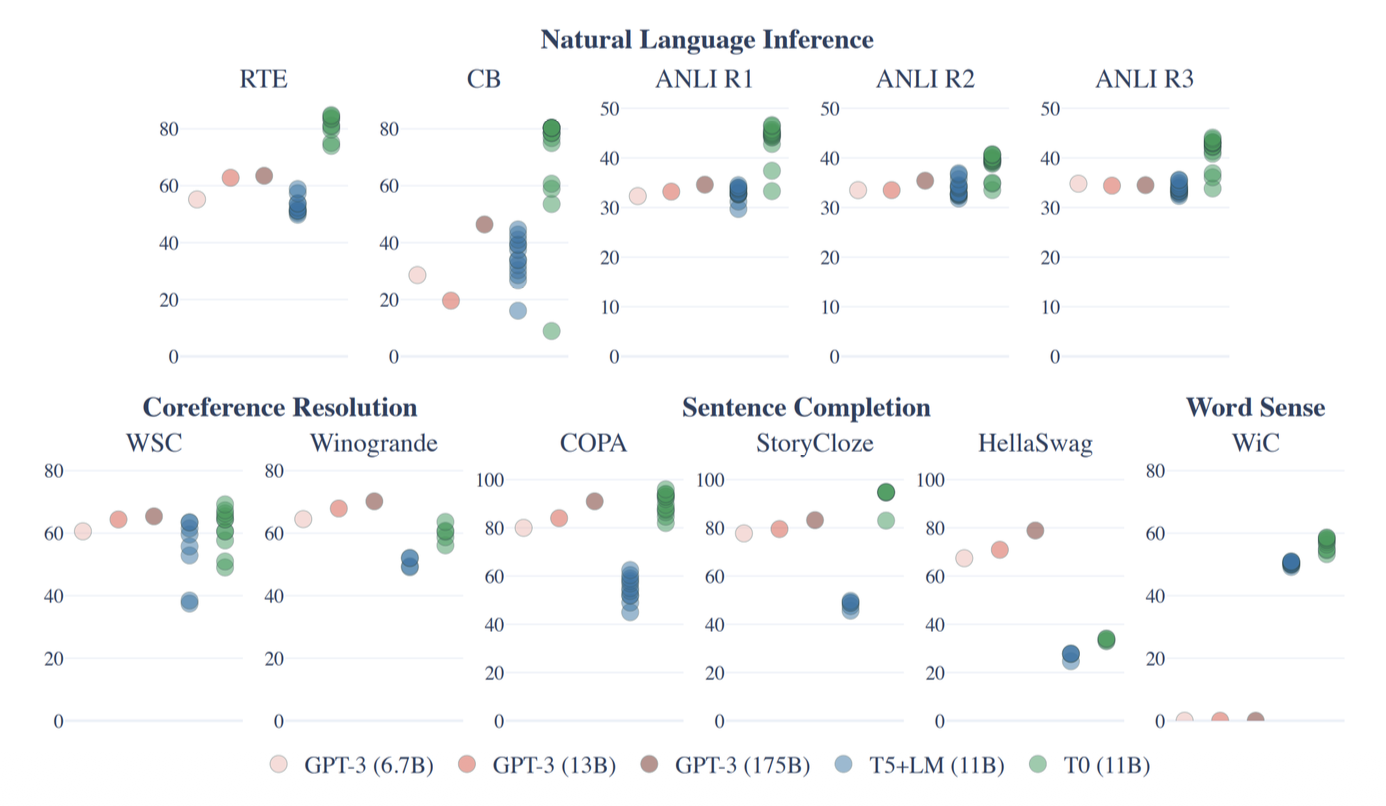 Natural Language Inference
RTE CB ANLI R1 ANLI R2 ANLI R3
80 80 50 50 50
60 60 40 40 40
40 40 30 30 30
20 20 20 20 20
0 0 10 10 10
0 0 0
Coreference Resolution Sentence Completion Word Sense
WSC Winogrande COPA StoryCloze HellaSwag WiC
80 80 100 100 100 80
60 60 80 80 80 60
40 40 60 60 60 40
20 20 40 40 40 20
0 0 20 20 20 0
0 0 0
GPT-3 (6.7B) GPT-3 (13B) GPT-3 (175B) T5+LM (11B) T0 (11B)